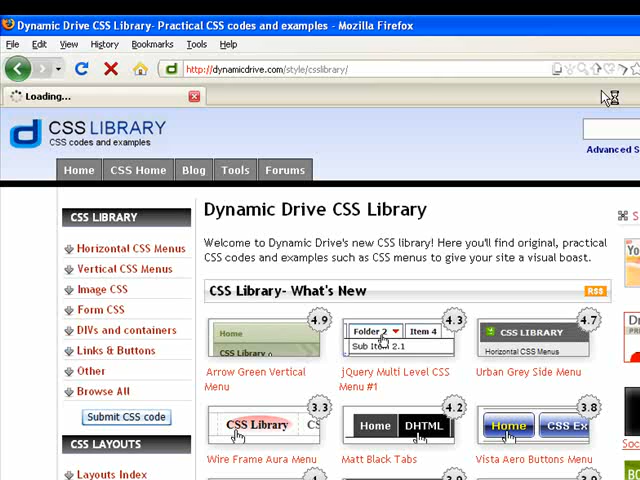 Dynamic Drive CSS Library- Practical CSS codes and examples - Mozilla Firefox
File Edit View History Bookmarks Tools Help
http://dynamicdrive.com/style/csslibrary/
Loading...
CSS LIBRARY
CSS codes and examples
Advanced S
Home CSS Home Blog Tools Forums
CSS LIBRARY
Horizontal CSS Menus
Vertical CSS Menus
Image CSS
Form CSS
DIVs and containers
Links & Buttons
Other
Browse All
Submit CSS code
CSS LAYOUTS
Layouts Index
Dynamic Drive CSS Library
Welcome to Dynamic Drive's new CSS library! Here you'll find original, practical
CSS codes and examples such as CSS menus to give your site a visual boast.
CSS Library- What's New
RSS
Home
CSS Library
4.9
Folder 2 Item 4
Sub Item 2.1
4.3
CSS LIBRARY
Horizontal CSS Menus
4.7
Arrow Green Vertical
Menu
jQuery Multi Level CSS
Menu #1
Urban Grey Side Menu
CSS Library CS
3.3
Home DHTML
4.2
Home CSS Ex
3.8
Wire Frame Aura Menu
Matt Black Tabs
Vista Aero Buttons Menu
S
Yo
Dr
Soc
BO